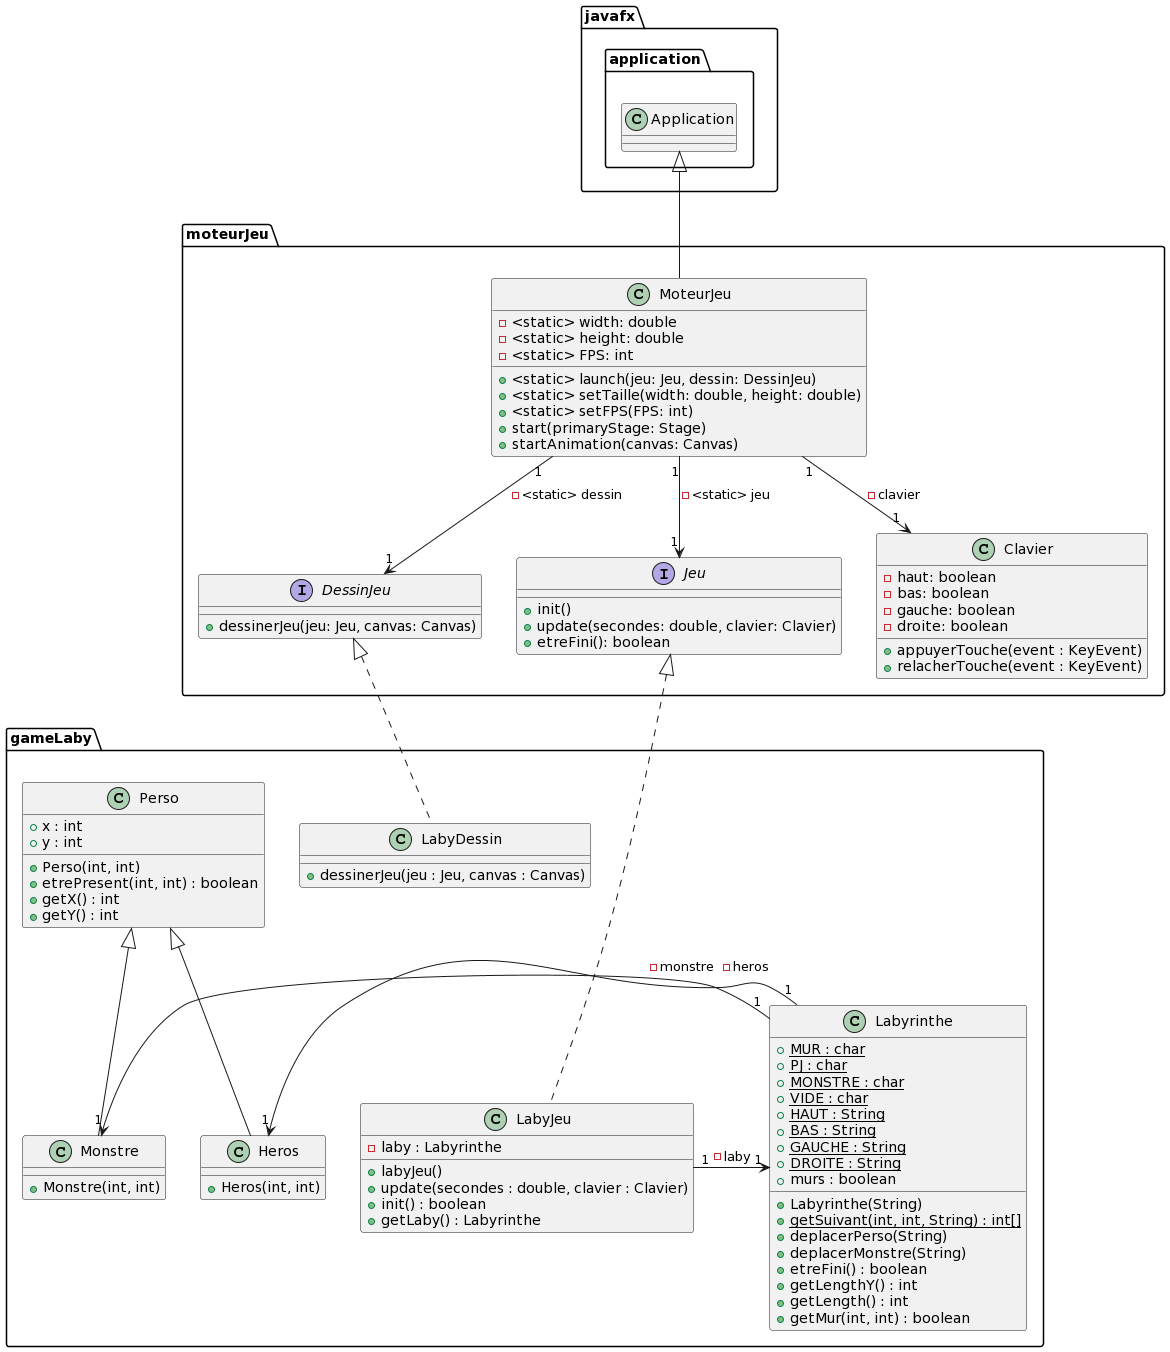 javafx
application
C Application
moteurJeu
C MoteurJeu
<static> width: double
<static> height: double
<static> FPS: int
<static> launch(jeu: Jeu, dessin: DessinJeu)
<static> setTaille(width: double, height: double)
<static> setFPS(FPS: int)
start(primaryStage: Stage)
startAnimation(canvas: Canvas)
1 1 1
<static> dessin <static> jeu clavier
1 1 1
I DessinJeu
dessinerJeu(jeu: Jeu, canvas: Canvas)
I Jeu
init()
update(secondes: double, clavier: Clavier)
etreFini(): boolean
C Clavier
haut: boolean
bas: boolean
gauche: boolean
droite: boolean
appuyerTouche(event : KeyEvent)
relacherTouche(event : KeyEvent)
gameLaby
C Perso
x : int
y : int
Perso(int, int)
etrePresent(int, int) : boolean
getX() : int
getY() : int
C LabyDessin
dessinerJeu(jeu : Jeu, canvas : Canvas)
monstre heros
1 1
1 1
C Monstre
Monstre(int, int)
C Heros
Heros(int, int)
C LabyJeu
laby : Labyrinthe
labyJeu()
update(secondes : double, clavier : Clavier)
init() : boolean
getLaby() : Labyrinthe
1 laby 1
C Labyrinthe
MUR : char
PJ : char
MONSTRE : char
VIDE : char
HAUT : String
BAS : String
GAUCHE : String
DROITE : String
murs : boolean
Labyrinthe(String)
getSuivant(int, int, String) : int[]
deplacerPerso(String)
deplacerMonstre(String)
etreFini() : boolean
getLengthY() : int
getLength() : int
getMur(int, int) : boolean